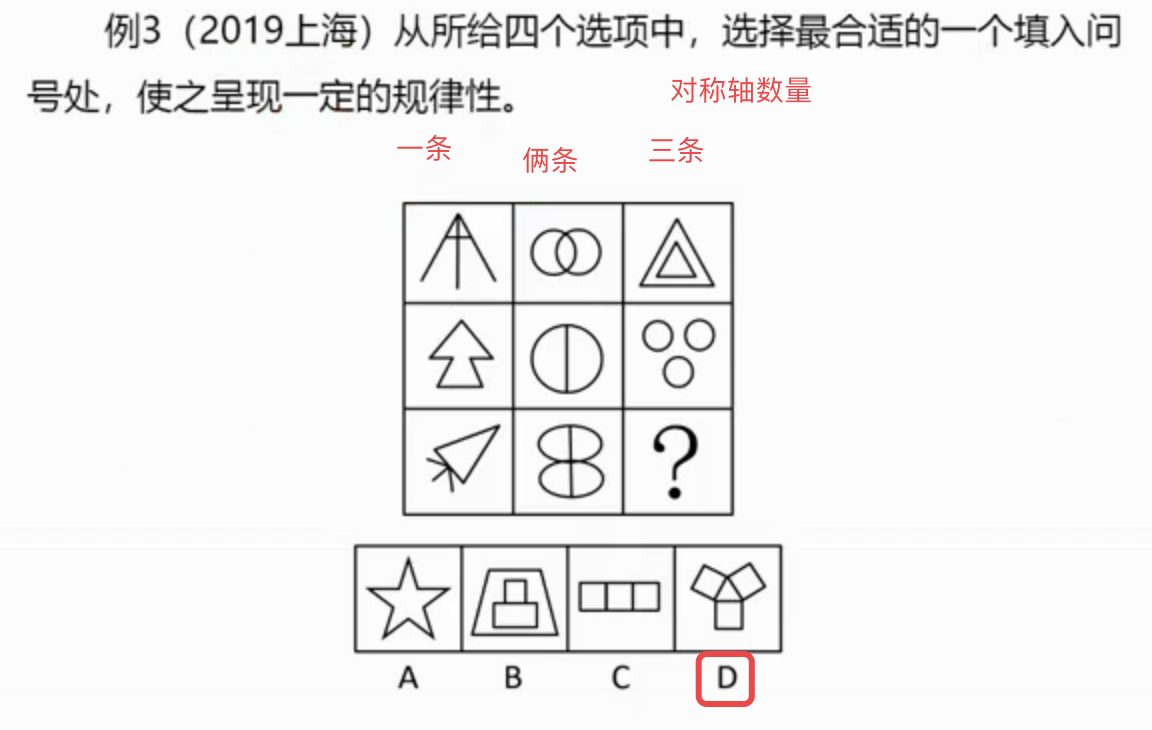 例3（2019上海）从所给四个选项中，选择最合适的一个填入问
号处，使之呈现一定的规律性。
对称轴数量
一条
俩条
三条
?
A
B
C
D